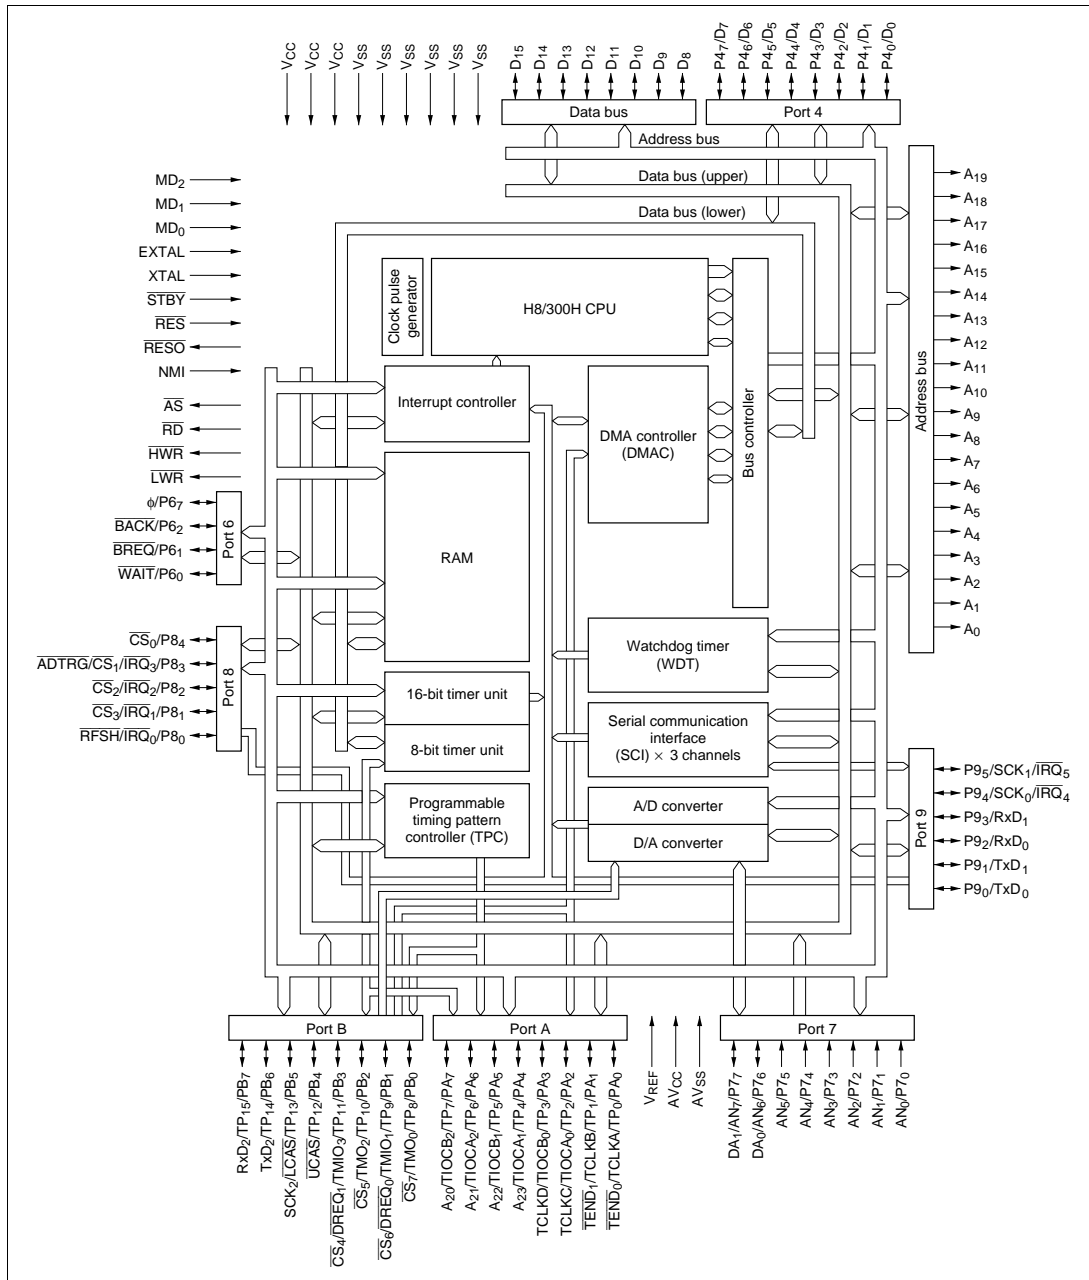 VCC
VCC
VCC
VSS
VSS
VSS
VSS
VSS
VSS
D15
D14
D13
D12
D11
D10
D9
D8
P47/D7
P46/D6
P45/D5
P44/D4
P43/D3
P42/D2
P41/D1
P40/D0
Data bus
Port 4
Address bus
Data bus (upper)
Data bus (lower)
MD2
MD1
MD0
EXTAL
XTAL
STBY
RES
RESO
NMI
AS
RD
HWR
LWR
φ/P67
BACK/P62
BREQ/P61
WAIT/P60
Port 6
CS0/P84
ADTRG/CS1/IRQ3/P83
CS2/IRQ2/P82
CS3/IRQ1/P81
RFSH/IRQ0/P80
Port 8
Clock pulse
generator
H8/300H CPU
Interrupt controller
DMA controller
(DMAC)
Bus controller
RAM
Watchdog timer
(WDT)
16-bit timer unit
8-bit timer unit
Serial communication
interface
(SCI) × 3 channels
Programmable
timing pattern
controller (TPC)
A/D converter
D/A converter
Address bus
A19
A18
A17
A16
A15
A14
A13
A12
A11
A10
A9
A8
A7
A6
A5
A4
A3
A2
A1
A0
Port 9
P95/SCK1/IRQ5
P94/SCK0/IRQ4
P93/RxD1
P92/RxD0
P91/TxD1
P90/TxD0
Port B
Port A
Port 7
RxD2/TP15/PB7
TxD2/TP14/PB6
SCK2/LCAS/TP13/PB5
UCAS/TP12/PB4
CS4/DREQ1/TMIO3/TP11/PB3
CS5/TMO2/TP10/PB2
CS6/DREQ0/TMIO1/TP9/PB1
CS7/TMO0/TP8/PB0
A20/TIOCB2/TP7/PA7
A21/TIOCA2/TP6/PA6
A22/TIOCB1/TP5/PA5
A23/TIOCA1/TP4/PA4
TCLKD/TIOCB0/TP3/PA3
TCLKC/TIOCA0/TP2/PA2
TEND1/TCLKB/TP1/PA1
TEND0/TCLKA/TP0/PA0
VREF
AVCC
AVSS
DA1/AN7/P77
DA0/AN6/P76
AN5/P75
AN4/P74
AN3/P73
AN2/P72
AN1/P71
AN0/P70